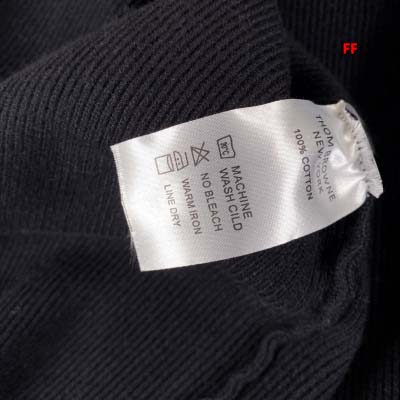 FF
THOM BROWNE
NEW YORK
100% COTTON
MACHINE
WASH CILD
NO BLEACH
WARM IRON
LINE DRY